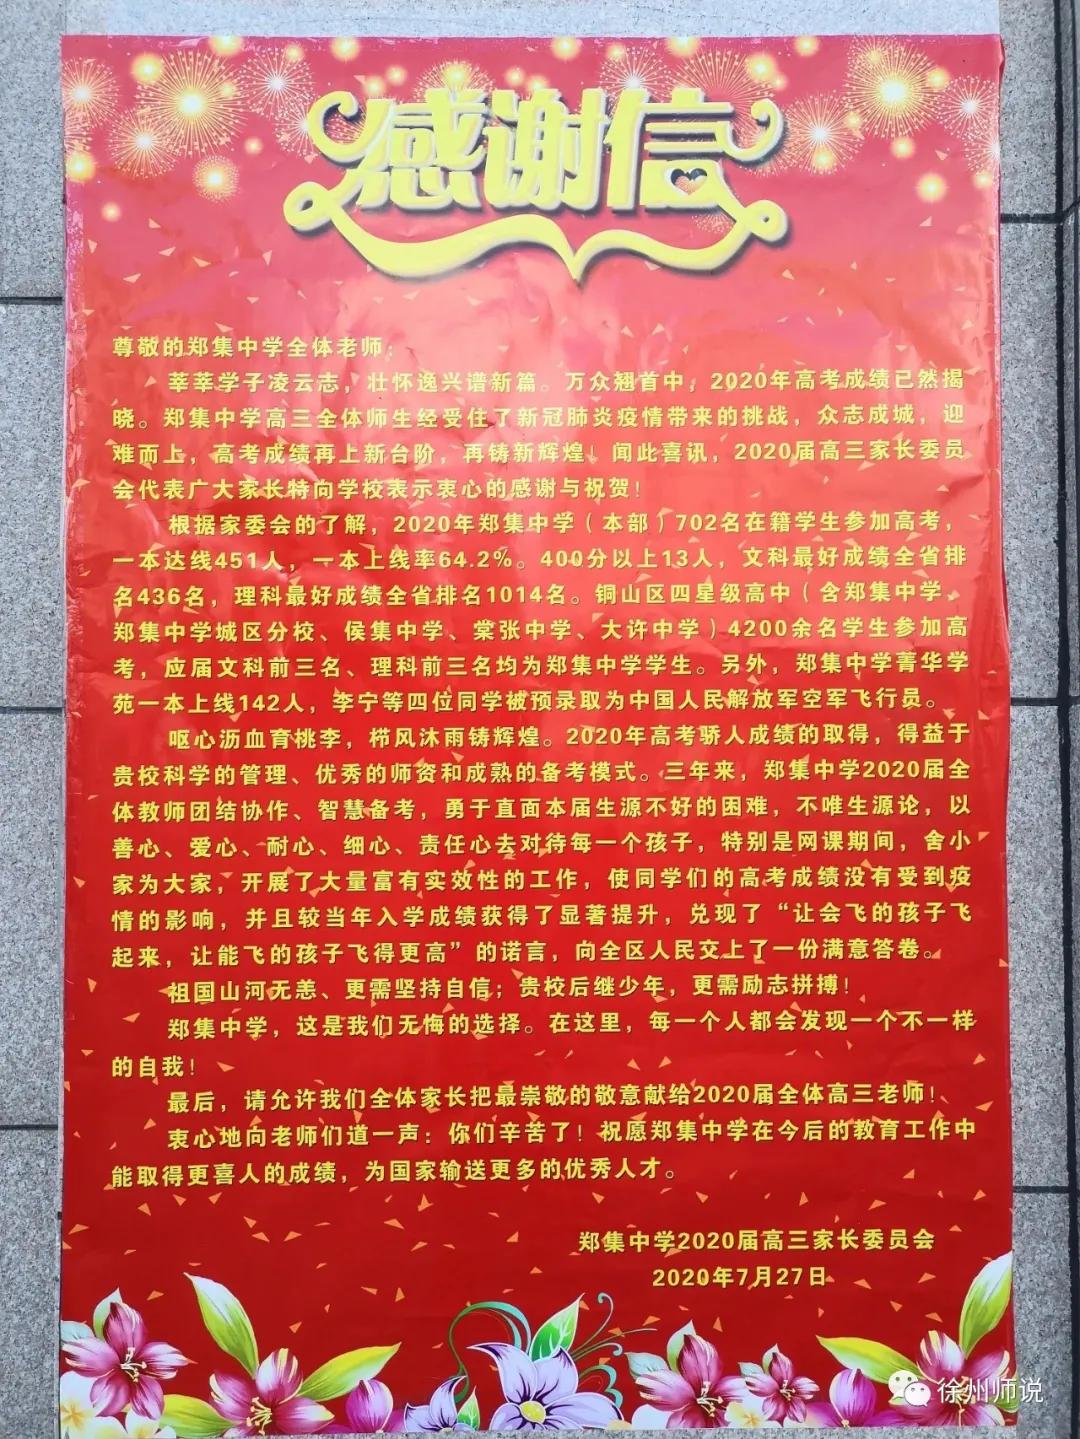 感谢信
尊敬的郑集中学全体老师：
莘莘学子凌云志，壮怀逸兴谱新篇。万众翘首中，2020年高考成绩已然揭
晓。郑集中学高三全体师生经受住了新冠肺炎疫情带来的挑战，众志成城，迎
难而上，高考成绩再上新台阶，再铸新辉煌！闻此喜讯，2020届高三家长委员
会代表广大家长特向学校表示衷心的感谢与祝贺！
根据家委会的了解，2020年郑集中学（本部）702名在籍学生参加高考，
一本达线451人，一本上线率64.2%。400分以上13人，文科最好成绩全省排
名436名，理科最好成绩全省排名1014名。铜山区四星级高中（含郑集中学、
郑集中学城区分校、侯集中学、棠张中学、大许中学）4200余名学生参加高
考，应届文科前三名、理科前三名均为郑集中学学生。另外，郑集中学菁华学
苑一本上线142人，李宁等四位同学被预录取为中国人民解放军空军飞行员。
呕心沥血育桃李，栉风沐雨铸辉煌。2020年高考骄人成绩的取得，得益于
贵校科学的管理、优秀的师资和成熟的备考模式。三年来，郑集中学2020届全
体教师团结协作、智慧备考，勇于直面本届生源不好的困难，不唯生源论，以
善心、爱心、耐心、细心、责任心去对待每一个孩子，特别是网课期间，舍小
家为大家，开展了大量富有实效性的工作，使同学们的高考成绩没有受到疫
情的影响，并且较当年入学成绩获得了显著提升，兑现了“让会飞的孩子飞
起来，让能飞的孩子飞得更高”的诺言，向全区人民交上了一份满意答卷。
祖国山河无恙、更需坚持自信；贵校后继少年，更需励志拼搏！
郑集中学，这是我们无悔的选择。在这里，每一个人都会发现一个不一样
的自我！
最后，请允许我们全体家长把最崇敬的敬意献给2020届全体高三老师！
衷心地向老师们道一声：你们辛苦了！祝愿郑集中学在今后的教育工作中
能取得更喜人的成绩，为国家输送更多的优秀人才。
郑集中学2020届高三家长委员会
2020年7月27日
徐州师说